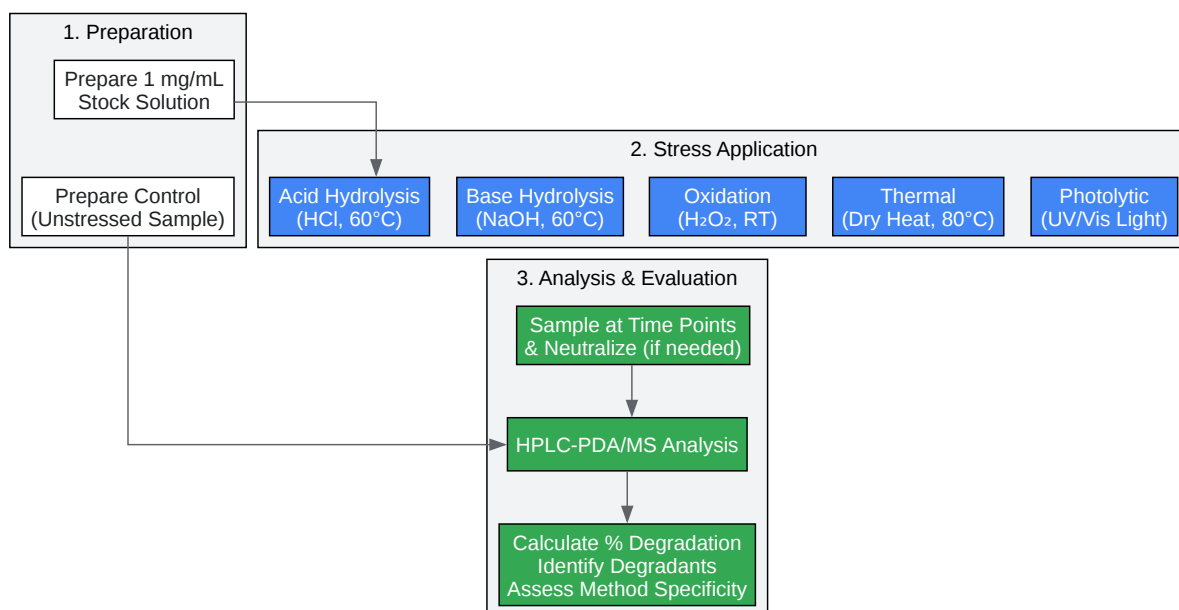 1. Preparation
Prepare 1 mg/mL
Stock Solution
Prepare Control
(Unstressed Sample)
2. Stress Application
Acid Hydrolysis
(HCl, 60°C)
Base Hydrolysis
(NaOH, 60°C)
Oxidation
(H₂O₂, RT)
Thermal
(Dry Heat, 80°C)
Photolytic
(UV/Vis Light)
3. Analysis & Evaluation
Sample at Time Points
& Neutralize (if needed)
HPLC-PDA/MS Analysis
Calculate % Degradation
Identify Degradants
Assess Method Specificity